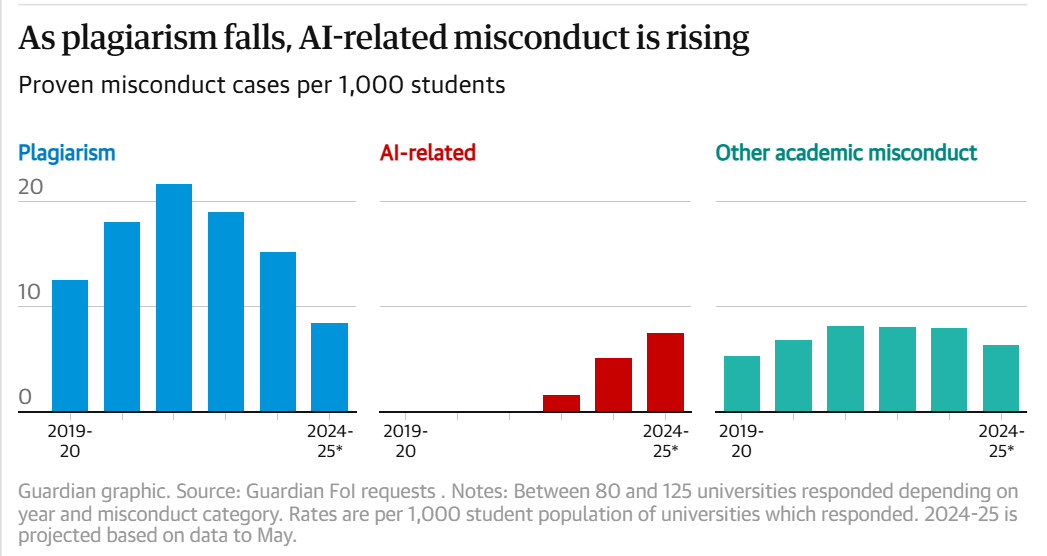 As plagiarism falls, AI-related misconduct is rising
Proven misconduct cases per 1,000 students
Plagiarism
20
10
0
2019-
20
2024-
25*
AI-related
2019-
20
2024-
25*
Other academic misconduct
2019-
20
2024-
25*
Guardian graphic. Source: Guardian FoI requests . Notes: Between 80 and 125 universities responded depending on
year and misconduct category. Rates are per 1,000 student population of universities which responded. 2024-25 is
projected based on data to May.